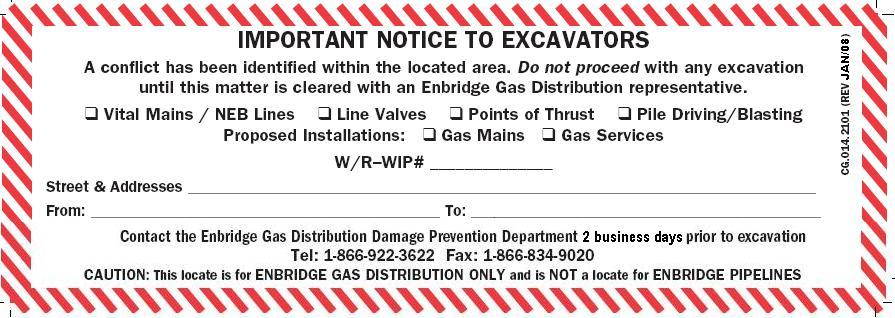 IMPORTANT NOTICE TO EXCAVATORS
A conflict has been identified within the located area. Do not proceed with any excavation
until this matter is cleared with an Enbridge Gas Distribution representative.
❑ Vital Mains / NEB Lines ❑ Line Valves ❑ Points of Thrust ❑ Pile Driving/Blasting
Proposed Installations: ❑ Gas Mains ❑ Gas Services
W/R–WIP# ______________
Street & Addresses ______________
From: ______________ To: ______________
Contact the Enbridge Gas Distribution Damage Prevention Department 2 business days prior to excavation
Tel: 1-866-922-3622 Fax: 1-866-834-9020
CAUTION: This locate is for ENBRIDGE GAS DISTRIBUTION ONLY and is NOT a locate for ENBRIDGE PIPELINES
CG.014.2101 (REV JAN/08)